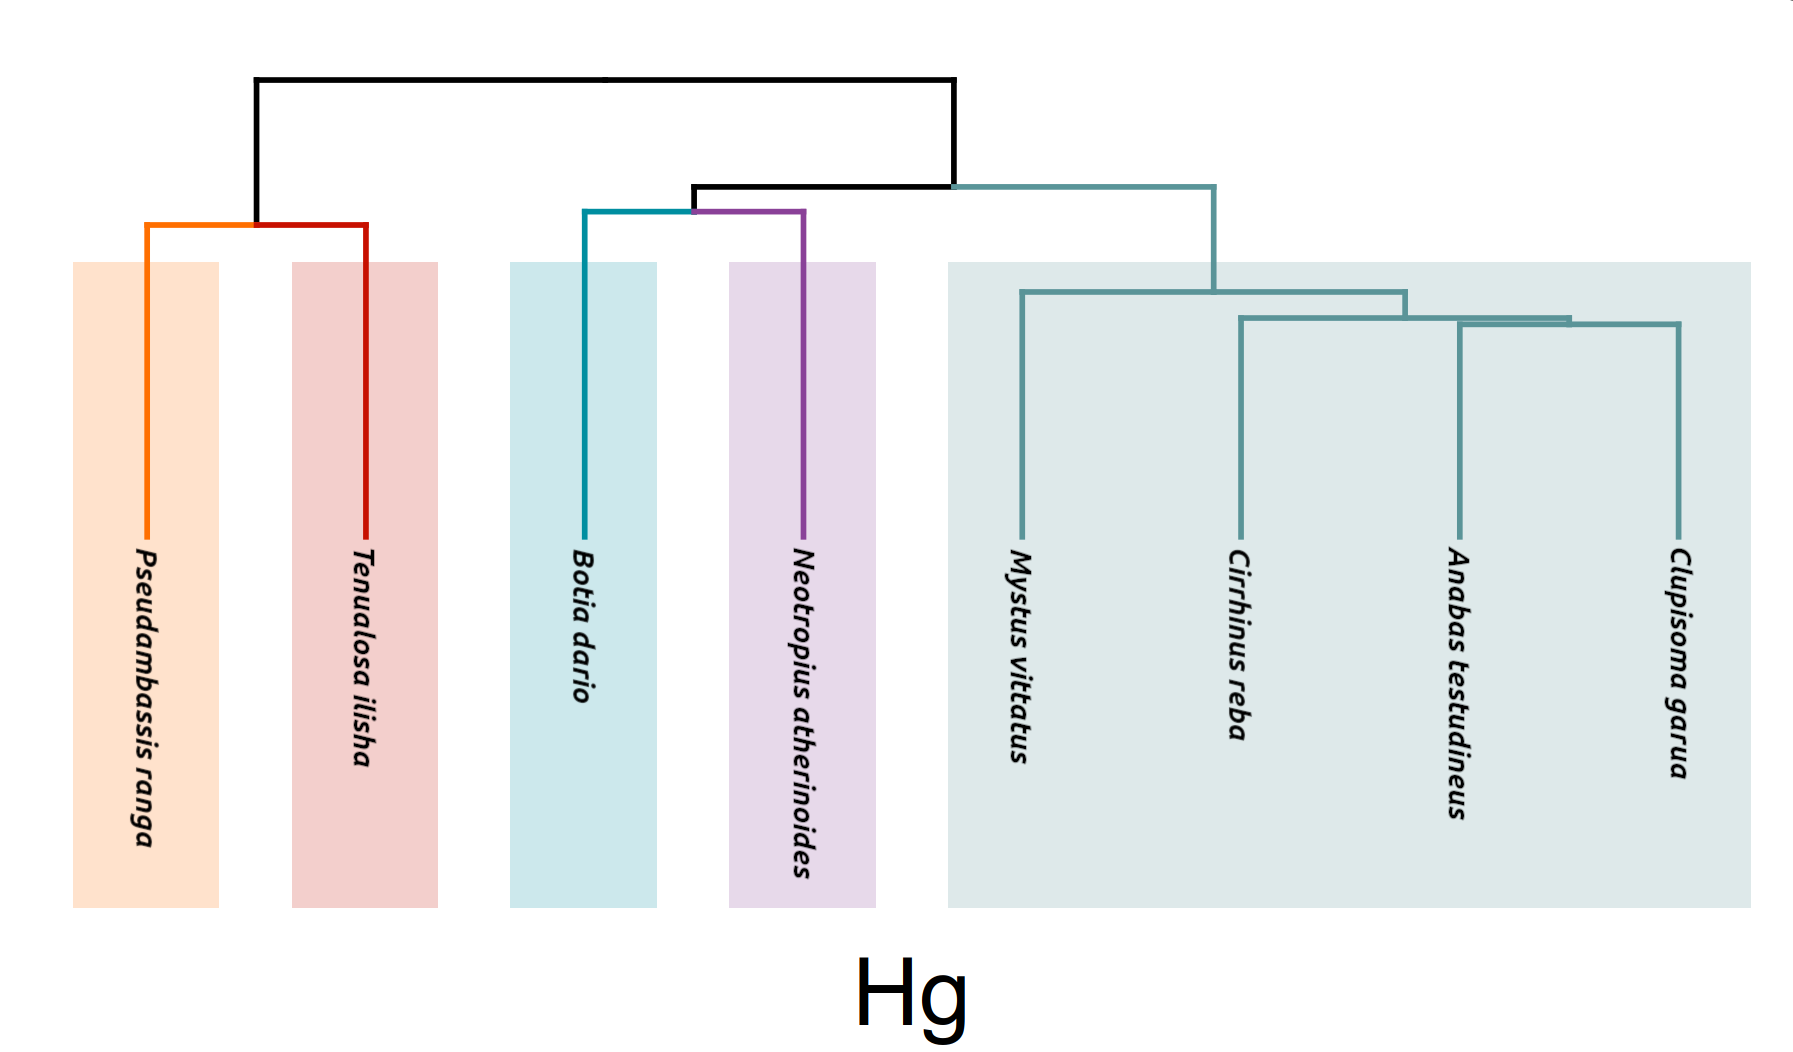 Pseudambassis ranga
Tenualosa ilisha
Botia dario
Neotropius atherinoides
Mystus vittatus
Cirrhinus reba
Anabas testudineus
Clupisoma garua
Hg